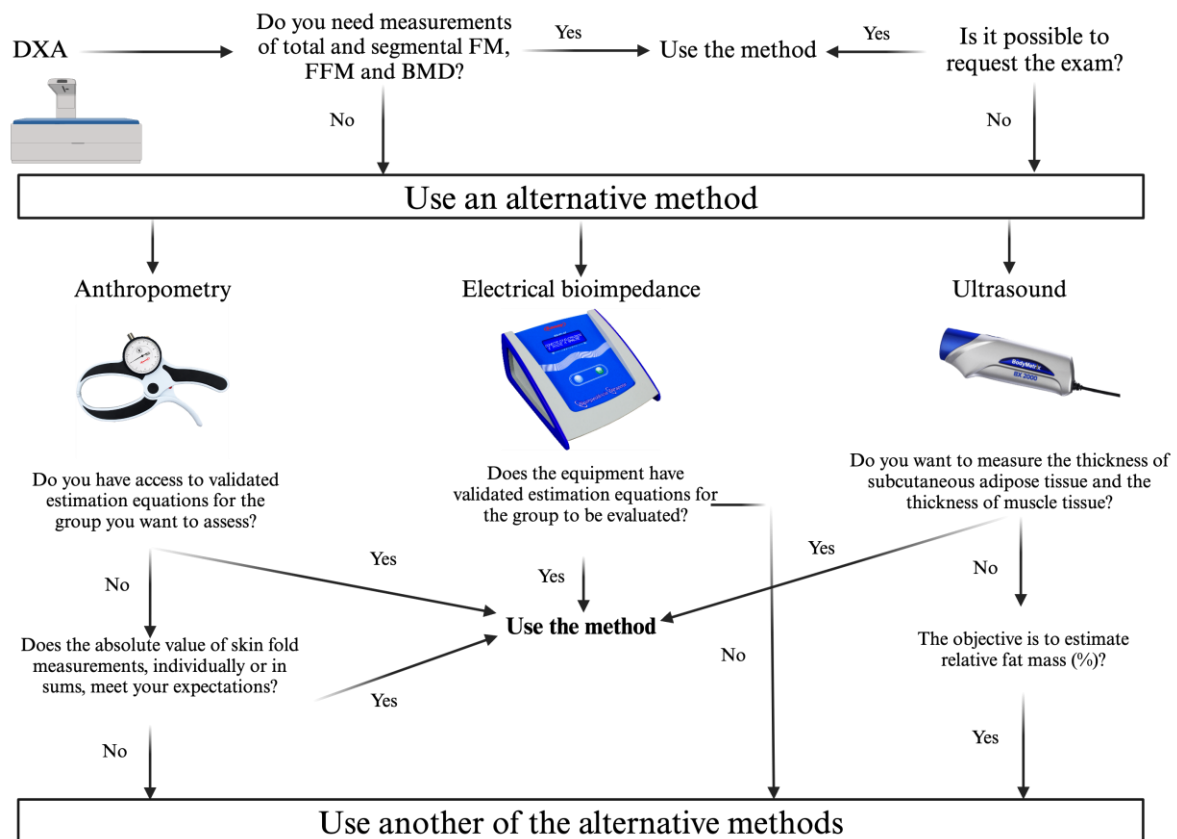 DXA
Do you need measurements
of total and segmental FM,
FFM and BMD?
Yes
Use the method
Yes
Is it possible to
request the exam?
No
No
Use an alternative method
Anthropometry
Electrical bioimpedance
Ultrasound
BodyMetrix
BX 2000
Do you have access to validated
estimation equations for the
group you want to assess?
Does the equipment have
validated estimation equations for
the group to be evaluated?
Do you want to measure the thickness of
subcutaneous adipose tissue and the
thickness of muscle tissue?
Yes
Yes
Yes
No
No
Use the method
Does the absolute value of skin fold
measurements, individually or in
sums, meet your expectations?
The objective is to estimate
relative fat mass (%)?
No
Yes
No
Yes
Use another of the alternative methods